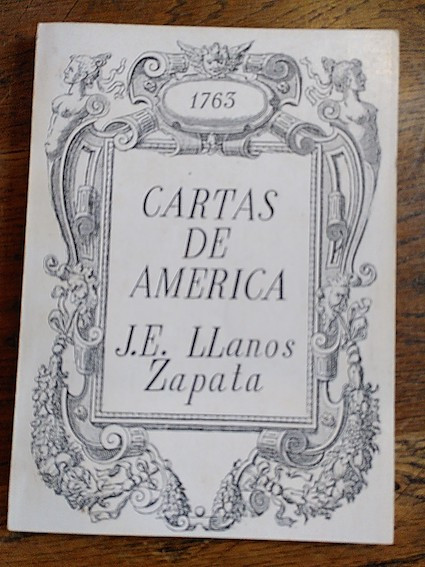 1763
CARTAS
DE
AMERICA
J.E. LLanos
Zapata